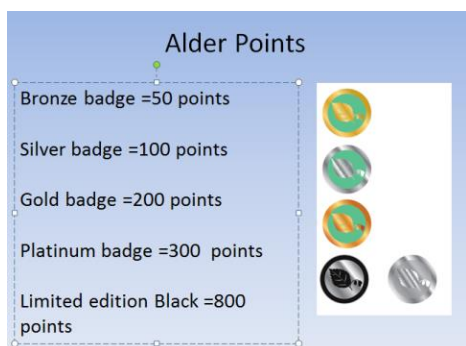 Alder Points
Bronze badge =50 points
Silver badge =100 points
Gold badge =200 points
Platinum badge =300  points
Limited edition Black =800
points